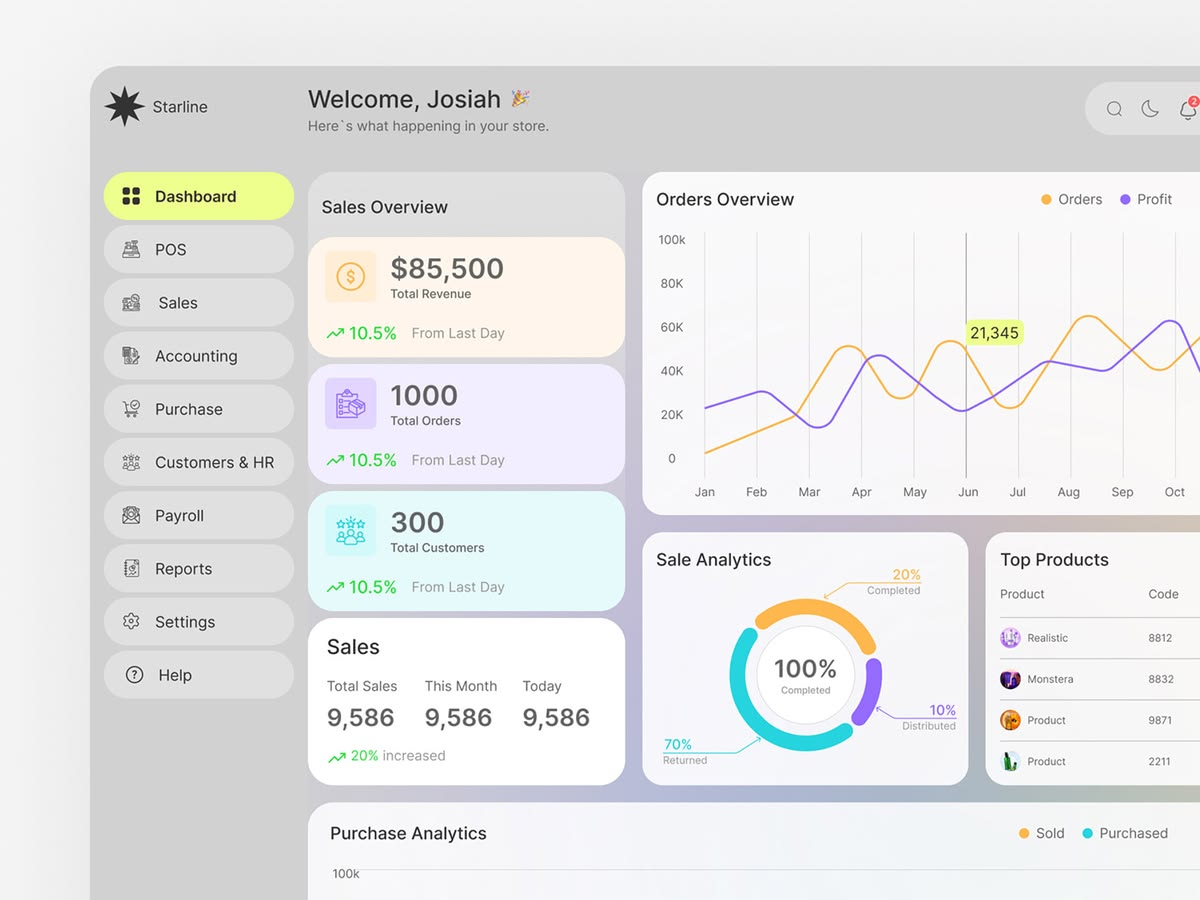 Starline
Welcome, Josiah
Here`s what happening in your store.
2
Dashboard
POS
Sales
Accounting
Purchase
Customers & HR
Payroll
Reports
Settings
Help
Sales Overview
$85,500
Total Revenue
10.5% From Last Day
1000
Total Orders
10.5% From Last Day
300
Total Customers
10.5% From Last Day
Sales
Total Sales This Month Today
9,586 9,586 9,586
20% increased
Orders Overview
Orders Profit
100k
80K
60K
40K
20K
0
21,345
Jan Feb Mar Apr May Jun Jul Aug Sep Oct
Sale Analytics
20%
Completed
100%
Completed
10%
Distributed
70%
Returned
Top Products
Product Code
Realistic 8812
Monstera 8832
Product 9871
Product 2211
Purchase Analytics
Sold Purchased
100k